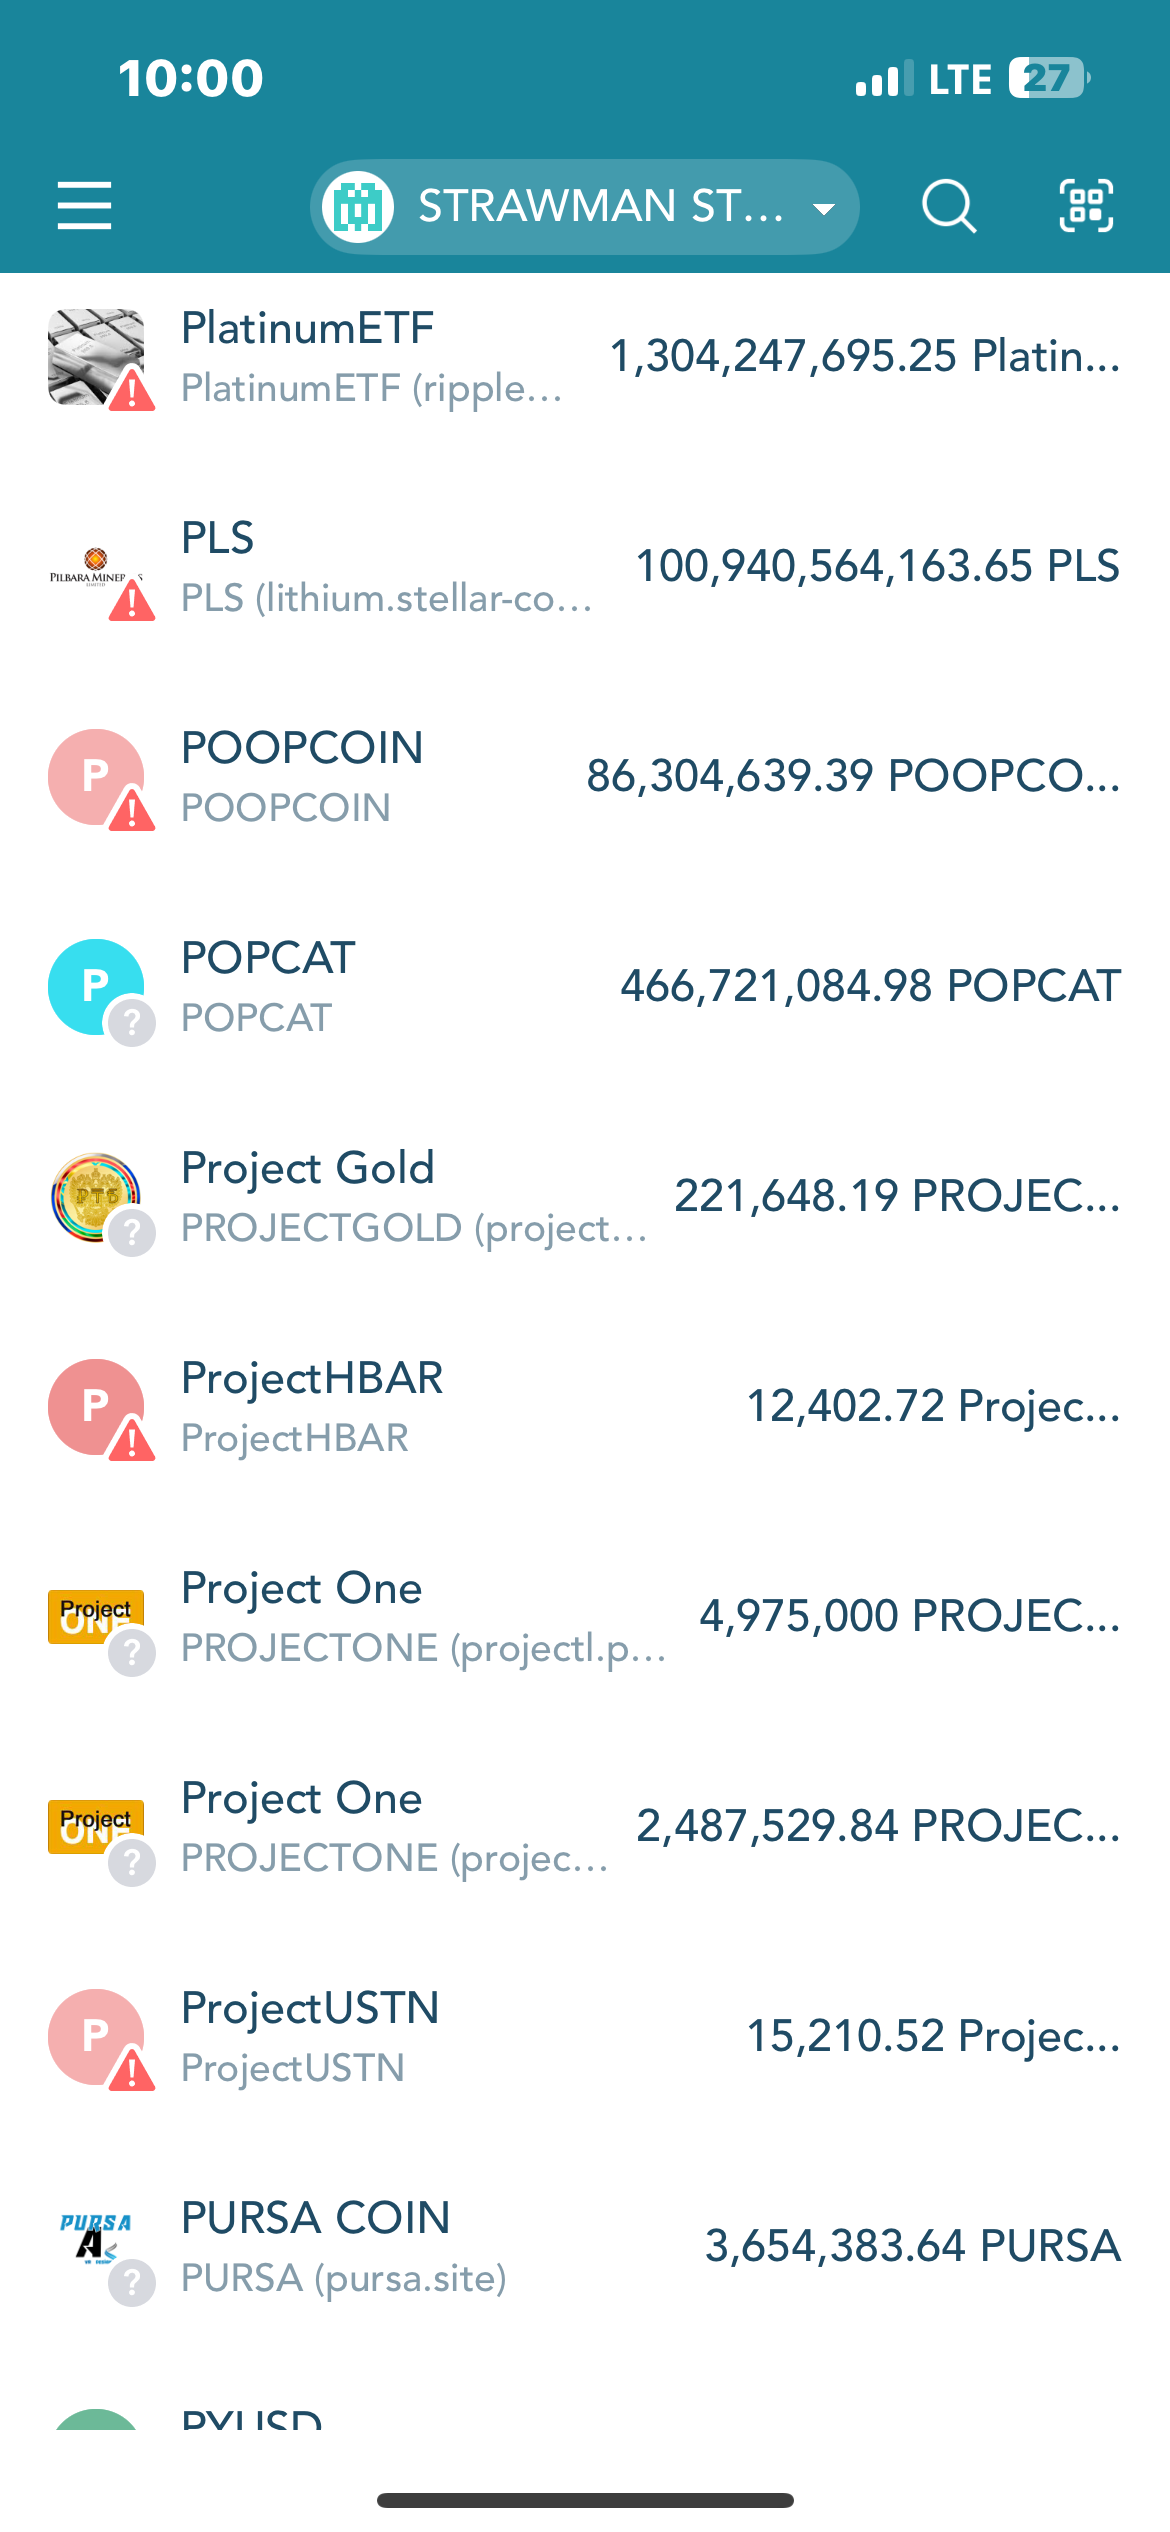 10:00
LTE 27
STRAWMAN ST...
PlatinumETF
1,304,247,695.25 Platin...
PlatinumETF (ripple...
PILBARA MINER
LIMITED
PLS
100,940,564,163.65 PLS
PLS (lithium.stellar-co...
P
POOPCOIN
86,304,639.39 POOPCO...
POOPCOIN
P
POPCAT
466,721,084.98 POPCAT
POPCAT
?
PTS
Project Gold
221,648.19 PROJEC...
PROJECTGOLD (project...
?
P
ProjectHBAR
12,402.72 Projec...
ProjectHBAR
Project
ONE
Project One
4,975,000 PROJEC...
PROJECTONE (projectl.p...
?
Project
ONE
Project One
2,487,529.84 PROJEC...
PROJECTONE (projec...
?
P
ProjectUSTN
15,210.52 Projec...
ProjectUSTN
PURSA
PURSA COIN
3,654,383.64 PURSA
PURSA (pursa.site)
?
PYUSD